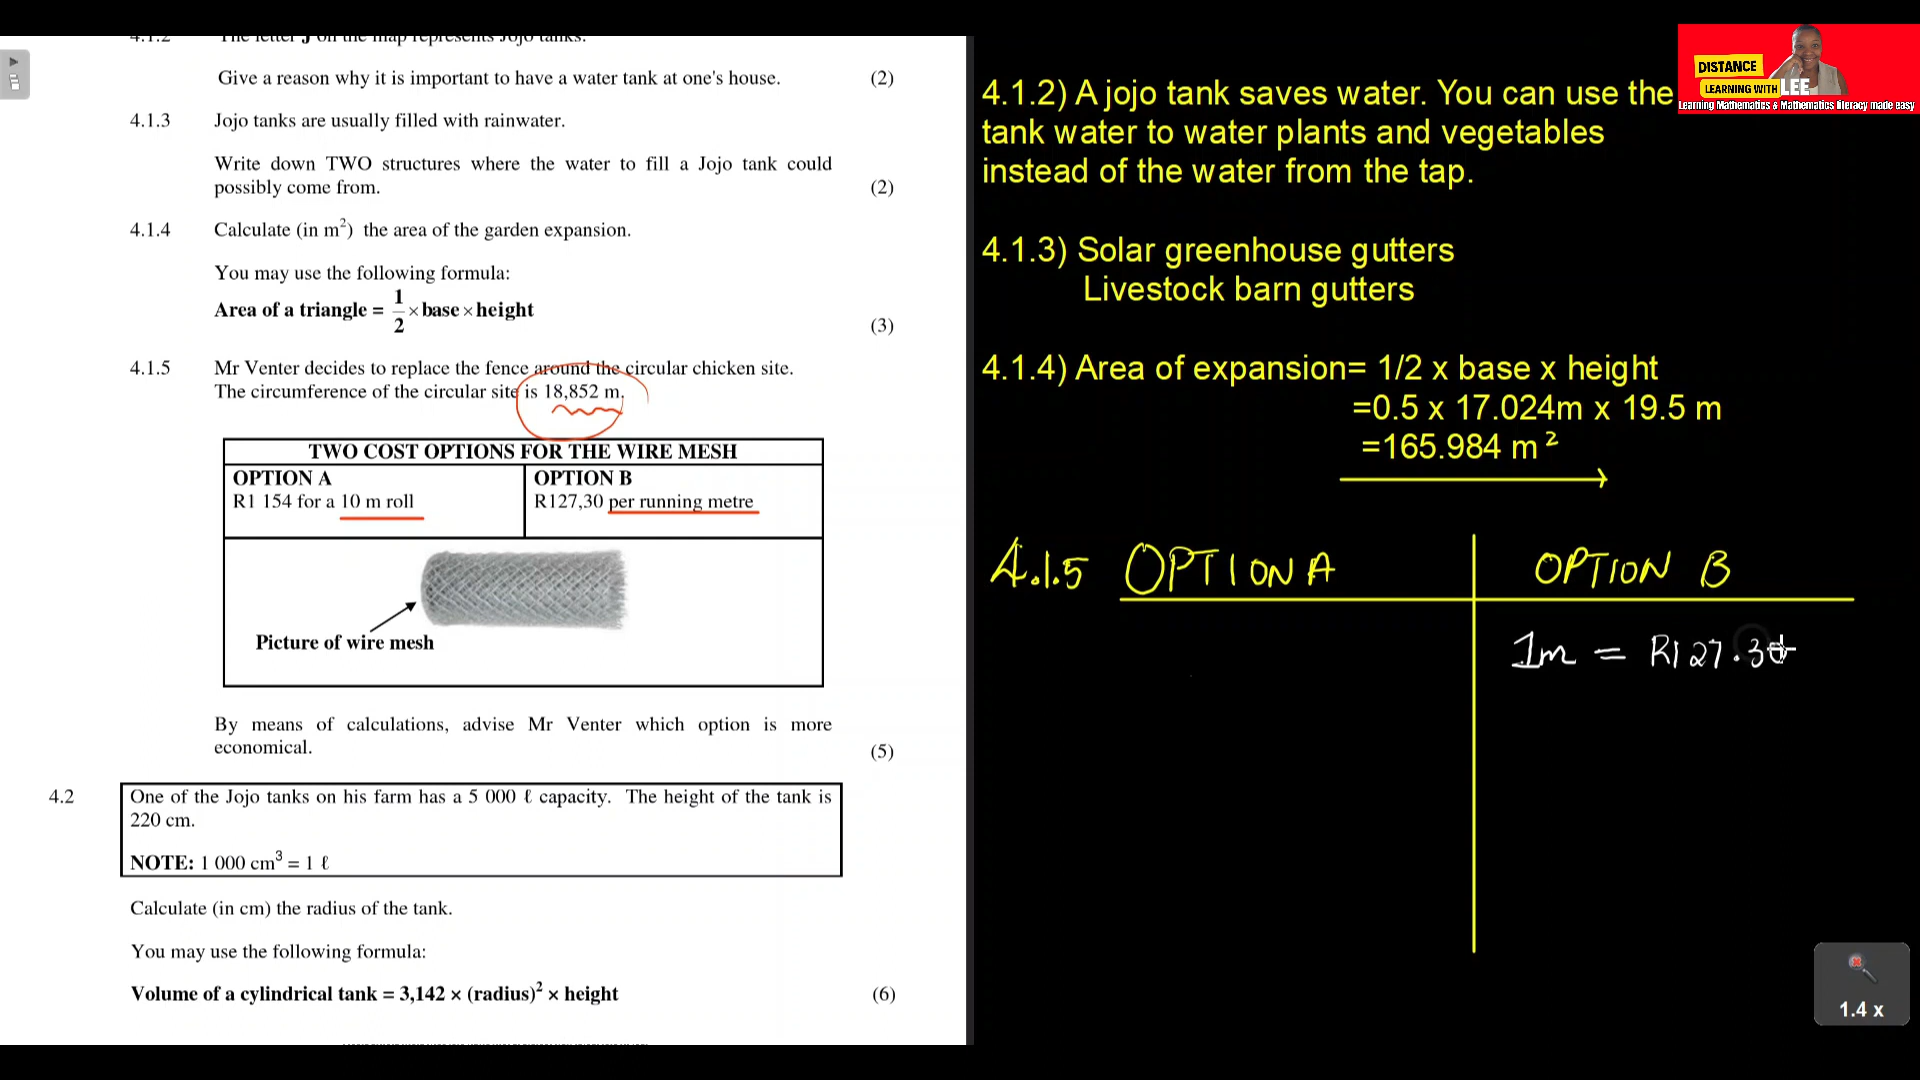 4.1.2 The letter J on the map represents Jojo tanks.
Give a reason why it is important to have a water tank at one's house. (2)
4.1.3 Jojo tanks are usually filled with rainwater.
Write down TWO structures where the water to fill a Jojo tank could
possibly come from. (2)
4.1.4 Calculate (in m²) the area of the garden expansion.
You may use the following formula:
Area of a triangle = 1/2 × base × height
(3)
4.1.5 Mr Venter decides to replace the fence around the circular chicken site.
The circumference of the circular site is 18,852 m.
TWO COST OPTIONS FOR THE WIRE MESH
OPTION A
R1 154 for a 10 m roll
OPTION B
R127,30 per running metre
Picture of wire mesh
By means of calculations, advise Mr Venter which option is more
economical. (5)
4.2 One of the Jojo tanks on his farm has a 5 000 ℓ capacity. The height of the tank is
220 cm.
NOTE: 1 000 cm³ = 1 ℓ
Calculate (in cm) the radius of the tank.
You may use the following formula:
Volume of a cylindrical tank = 3,142 × (radius)² × height (6)
DISTANCE
LEARNING WITH LEE
Learning Mathematics & Mathematics literacy made easy
4.1.2) A jojo tank saves water. You can use the
tank water to water plants and vegetables
instead of the water from the tap.
4.1.3) Solar greenhouse gutters
Livestock barn gutters
4.1.4) Area of expansion= 1/2 x base x height
=0.5 x 17.024m x 19.5 m
=165.984 m²
4.1.5 OPTION A
OPTION B
1m = R127.30
1.4 x